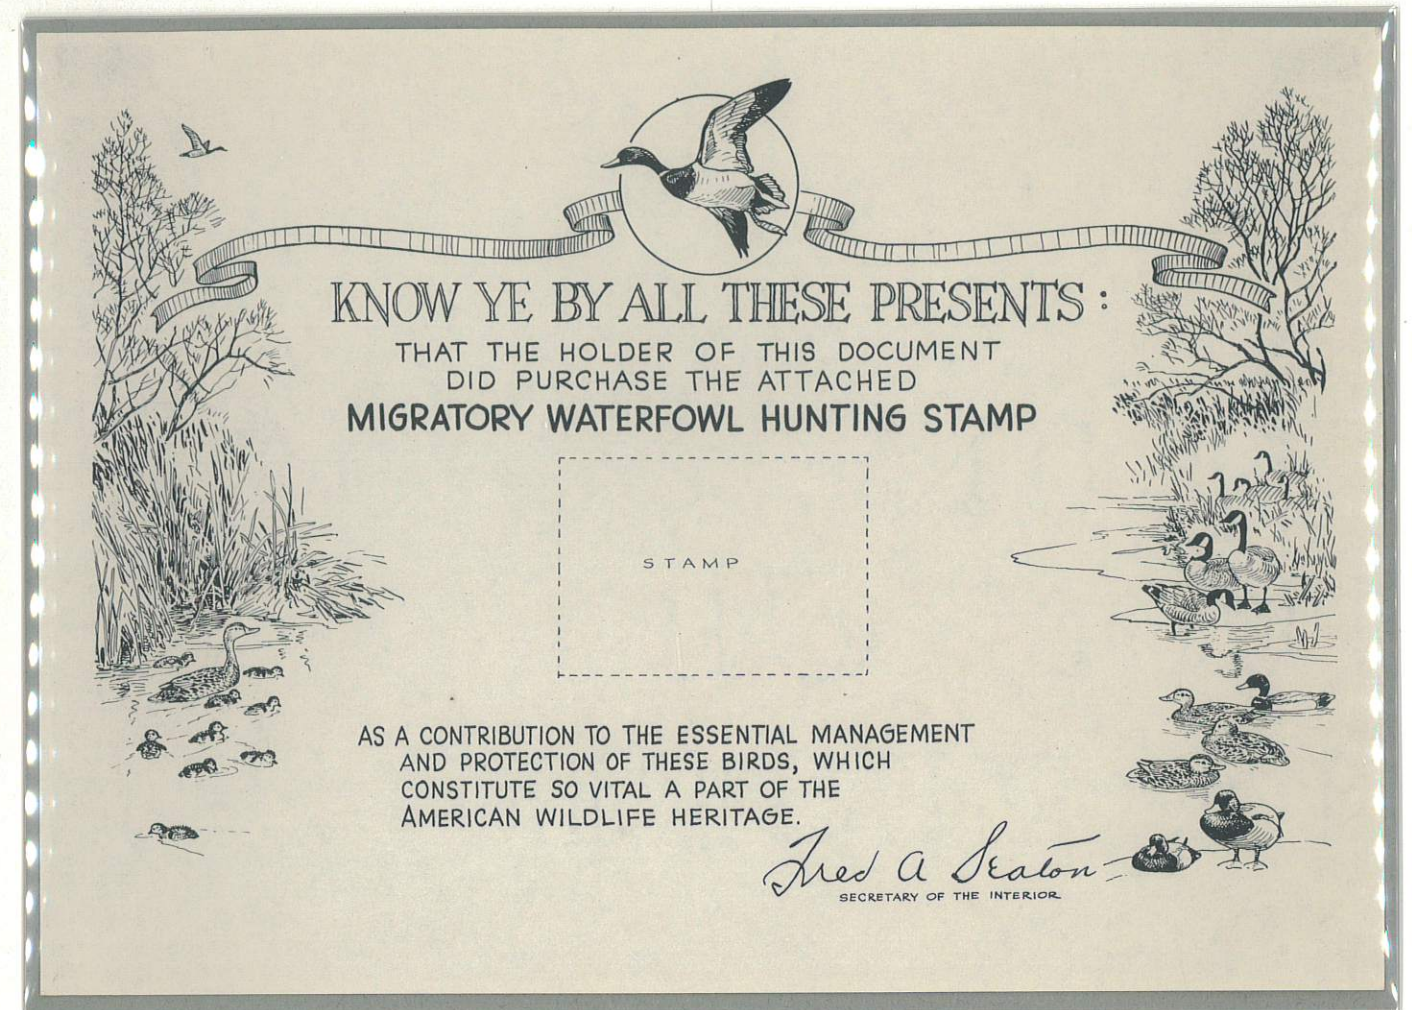 KNOW YE BY ALL THESE PRESENTS :
THAT THE HOLDER OF THIS DOCUMENT
DID PURCHASE THE ATTACHED
MIGRATORY WATERFOWL HUNTING STAMP
STAMP
AS A CONTRIBUTION TO THE ESSENTIAL MANAGEMENT
AND PROTECTION OF THESE BIRDS, WHICH
CONSTITUTE SO VITAL A PART OF THE
AMERICAN WILDLIFE HERITAGE.
Fred A Seaton
SECRETARY OF THE INTERIOR